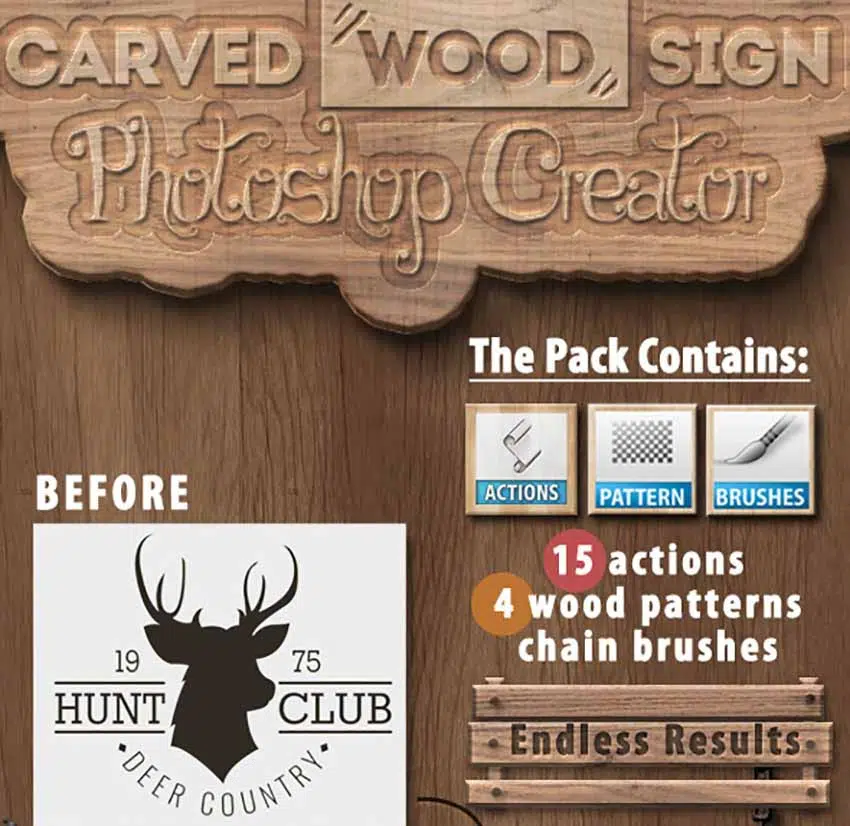 CARVED "WOOD" SIGN
Photoshop Creator
The Pack Contains:
ACTIONS PATTERN BRUSHES
15 actions
4 wood patterns
chain brushes
Endless Results
BEFORE
19 75
HUNT CLUB
DEER COUNTRY